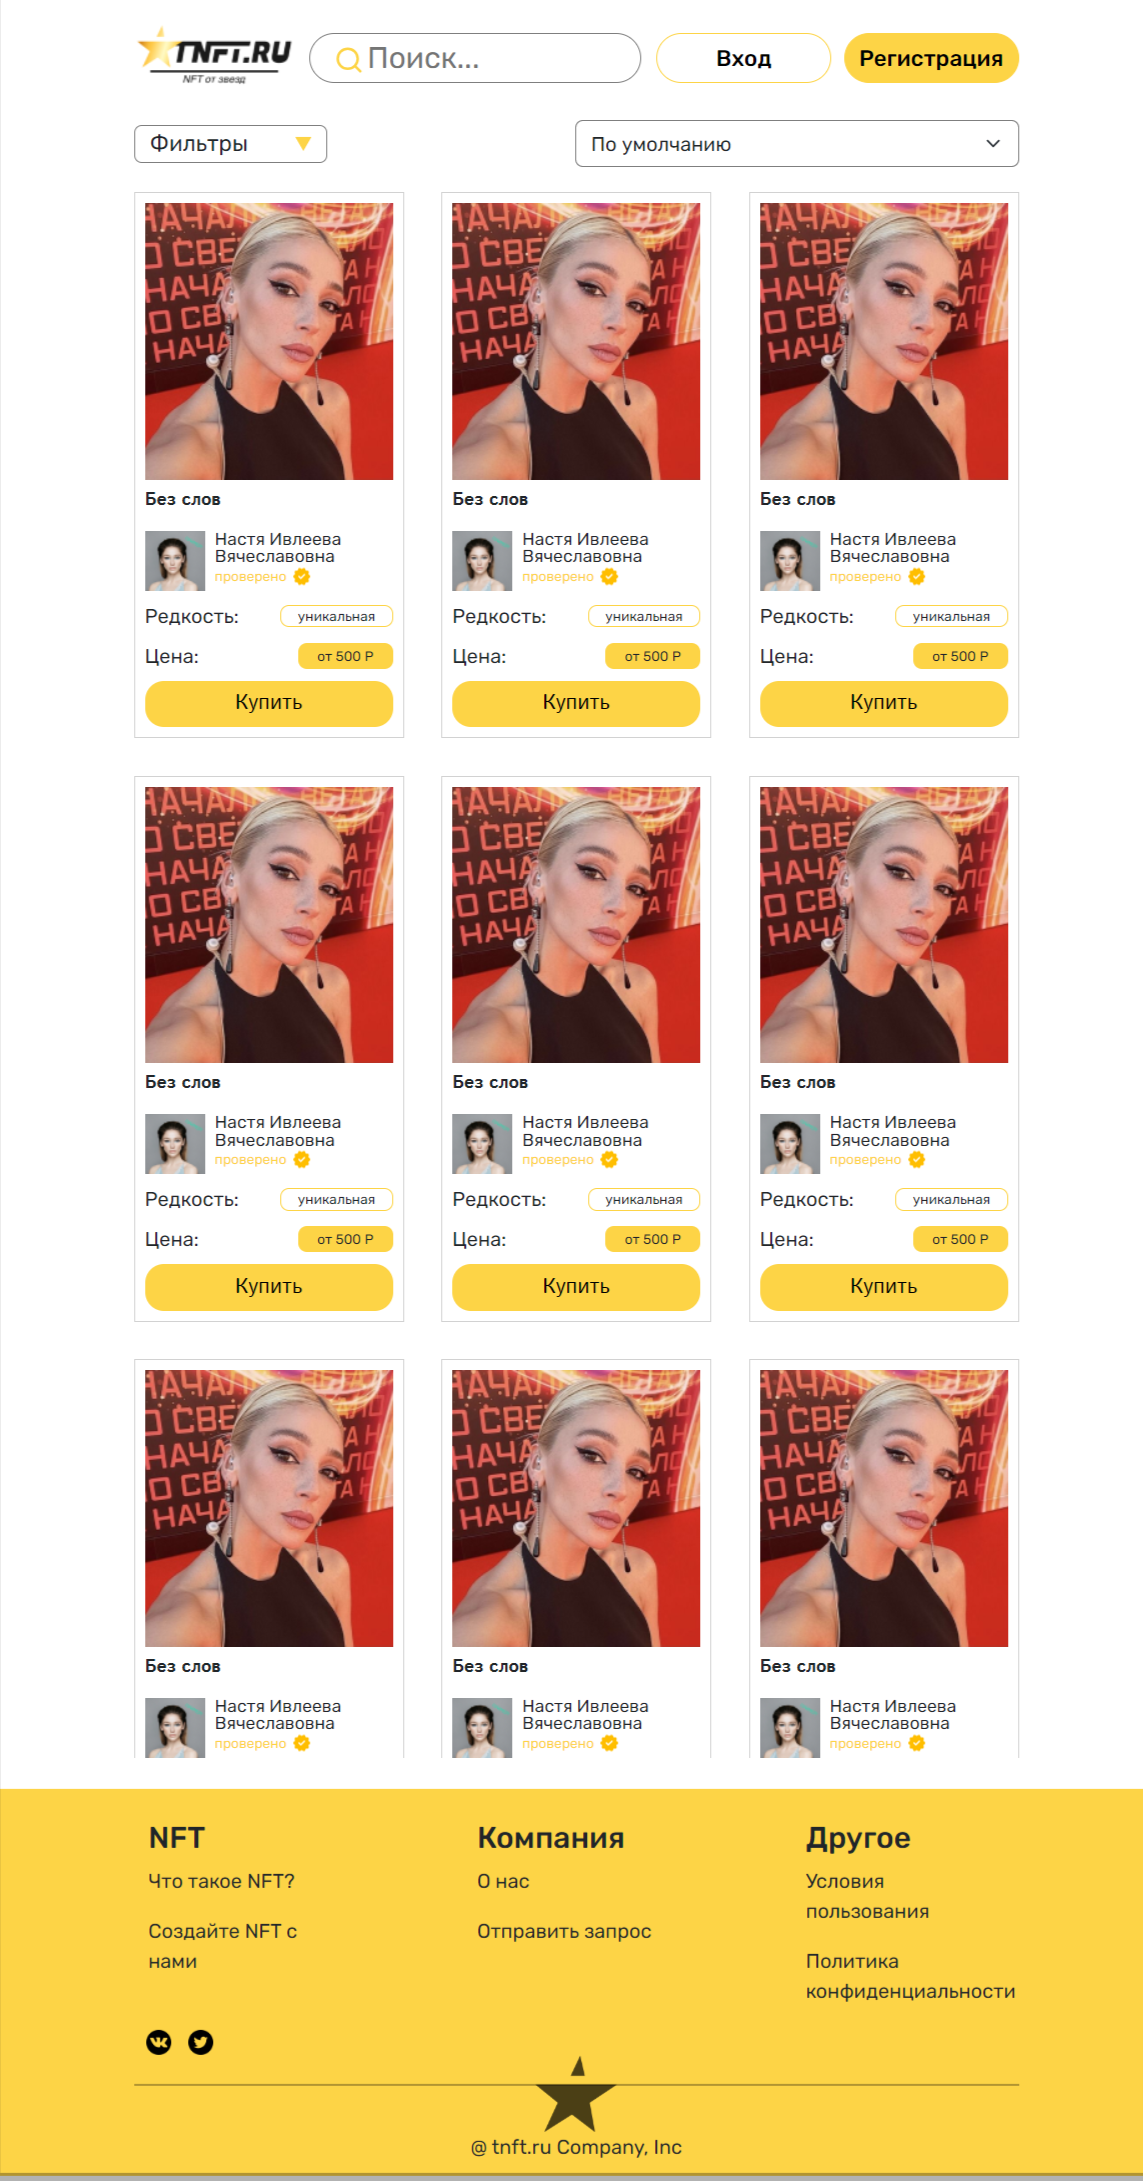 TNFT.RU
NFT от звезд
Поиск...
Вход
Регистрация
Фильтры
По умолчанию
Без слов
Настя Ивлеева
Вячеславовна
проверено
Редкость:
уникальная
Цена:
от 500 Р
Купить
Без слов
Настя Ивлеева
Вячеславовна
проверено
Редкость:
уникальная
Цена:
от 500 Р
Купить
Без слов
Настя Ивлеева
Вячеславовна
проверено
Редкость:
уникальная
Цена:
от 500 Р
Купить
Без слов
Настя Ивлеева
Вячеславовна
проверено
Редкость:
уникальная
Цена:
от 500 Р
Купить
Без слов
Настя Ивлеева
Вячеславовна
проверено
Редкость:
уникальная
Цена:
от 500 Р
Купить
Без слов
Настя Ивлеева
Вячеславовна
проверено
Редкость:
уникальная
Цена:
от 500 Р
Купить
Без слов
Настя Ивлеева
Вячеславовна
проверено
Без слов
Настя Ивлеева
Вячеславовна
проверено
Без слов
Настя Ивлеева
Вячеславовна
проверено
NFT
Что такое NFT?
Создайте NFT с
нами
Компания
О нас
Отправить запрос
Другое
Условия
пользования
Политика
конфиденциальности
@ tnft.ru Company, Inc